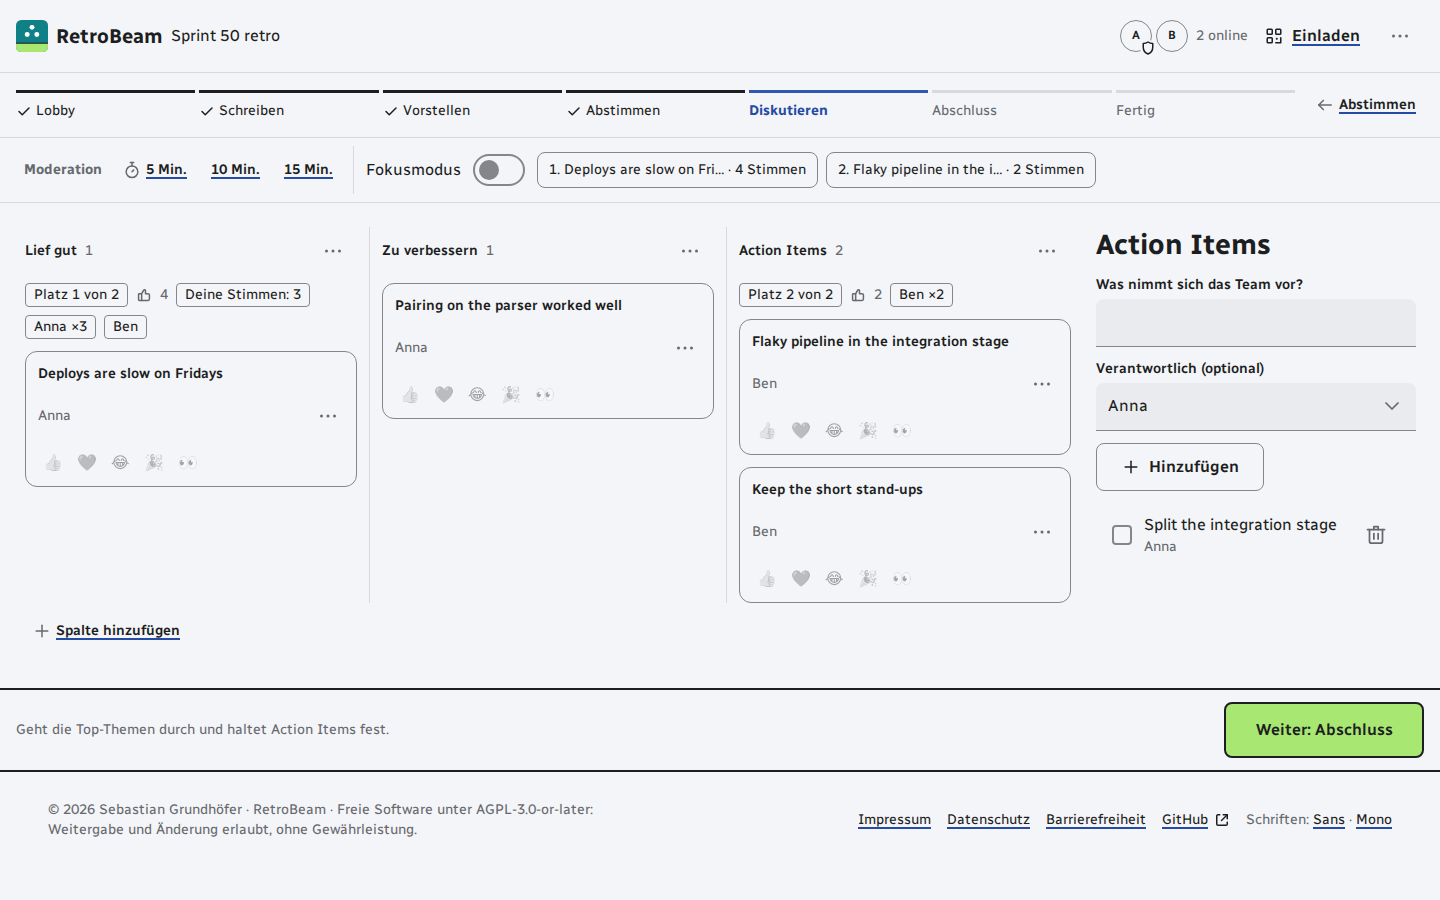 RetroBeam Sprint 50 retro
A B 2 online Einladen
Lobby Schreiben Vorstellen Abstimmen Diskutieren Abschluss Fertig Abstimmen
Moderation 5 Min. 10 Min. 15 Min. Fokusmodus 1. Deploys are slow on Fri... · 4 Stimmen 2. Flaky pipeline in the i... · 2 Stimmen
Lief gut 1
Platz 1 von 2 4 Deine Stimmen: 3
Anna ×3 Ben
Deploys are slow on Fridays
Anna
Zu verbessern 1
Pairing on the parser worked well
Anna
Action Items 2
Platz 2 von 2 2 Ben ×2
Flaky pipeline in the integration stage
Ben
Keep the short stand-ups
Ben
Action Items
Was nimmt sich das Team vor?
Verantwortlich (optional)
Anna
Hinzufügen
Split the integration stage
Anna
Spalte hinzufügen
Geht die Top-Themen durch und haltet Action Items fest.
Weiter: Abschluss
© 2026 Sebastian Grundhöfer · RetroBeam · Freie Software unter AGPL-3.0-or-later:
Weitergabe und Änderung erlaubt, ohne Gewährleistung.
Impressum Datenschutz Barrierefreiheit GitHub Schriften: Sans · Mono